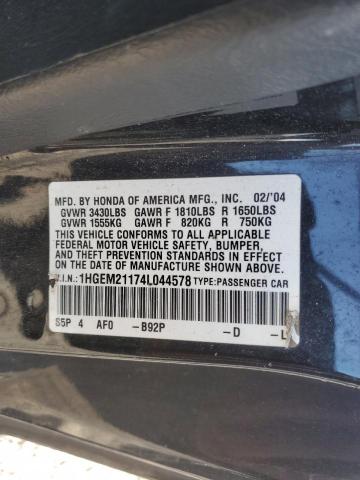 MFD. BY HONDA OF AMERICA MFG., INC. 02/'04
GVWR 3430LBS GAWR F 1810LBS R 1650LBS
GVWR 1555KG GAWR F 820KG R 750KG
THIS VEHICLE CONFORMS TO ALL APPLICABLE
FEDERAL MOTOR VEHICLE SAFETY, BUMPER,
AND THEFT PREVENTION STANDARDS IN EFFECT
ON THE DATE OF MANUFACTURE SHOWN ABOVE.
V.I.N.:1HGEM21174L044578 TYPE:PASSENGER CAR
S5P 4 AF0 -B92P -D -L